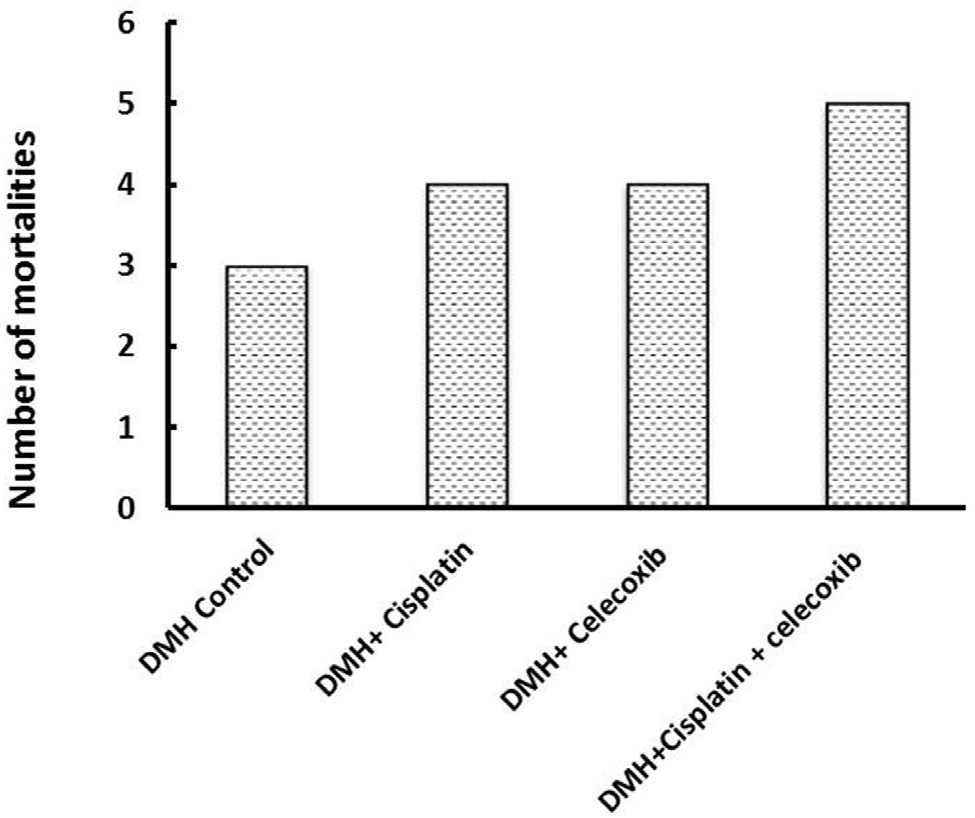 Number of mortalities
6
5
4
3
2
1
0
DMH Control
DMH+ Cisplatin
DMH+ Celecoxib
DMH+Cisplatin + celecoxib